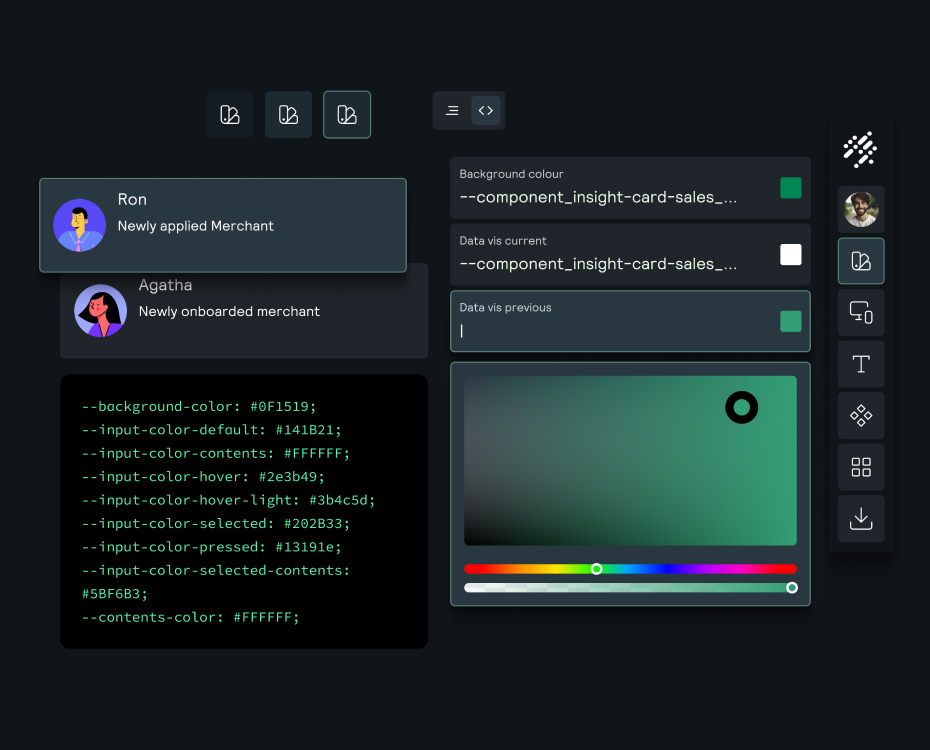 Ron
Newly applied Merchant
Agatha
Newly onboarded merchant
--background-color: #0F1519;
--input-color-default: #141B21;
--input-color-contents: #FFFFFF;
--input-color-hover: #2e3b49;
--input-color-hover-light: #3b4c5d;
--input-color-selected: #202B33;
--input-color-pressed: #13191e;
--input-color-selected-contents:
#5BF6B3;
--contents-color: #FFFFFF;
Background colour
--component_insight-card-sales_...
Data vis current
--component_insight-card-sales_...
Data vis previous